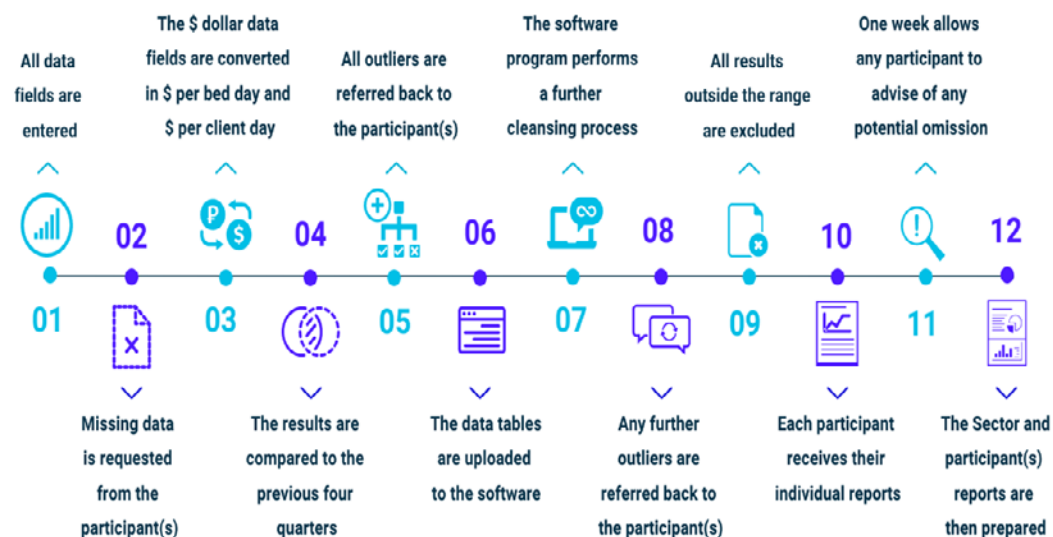 All data
fields are
entered
The $ dollar data
fields are converted
in $ per bed day and
$ per client day
All outliers are
referred back to
the participant(s)
The software
program performs
a further
cleansing process
All results
outside the range
are excluded
One week allows
any participant to
advise of any
potential omission
02
04
06
08
10
12
₽
$
01
03
05
07
09
11
Missing data
is requested
from the
participant(s)
The results are
compared to the
previous four
quarters
The data tables
are uploaded
to the software
Any further
outliers are
referred back to
the participant(s)
Each participant
receives their
individual reports
The Sector and
participant(s)
reports are
then prepared